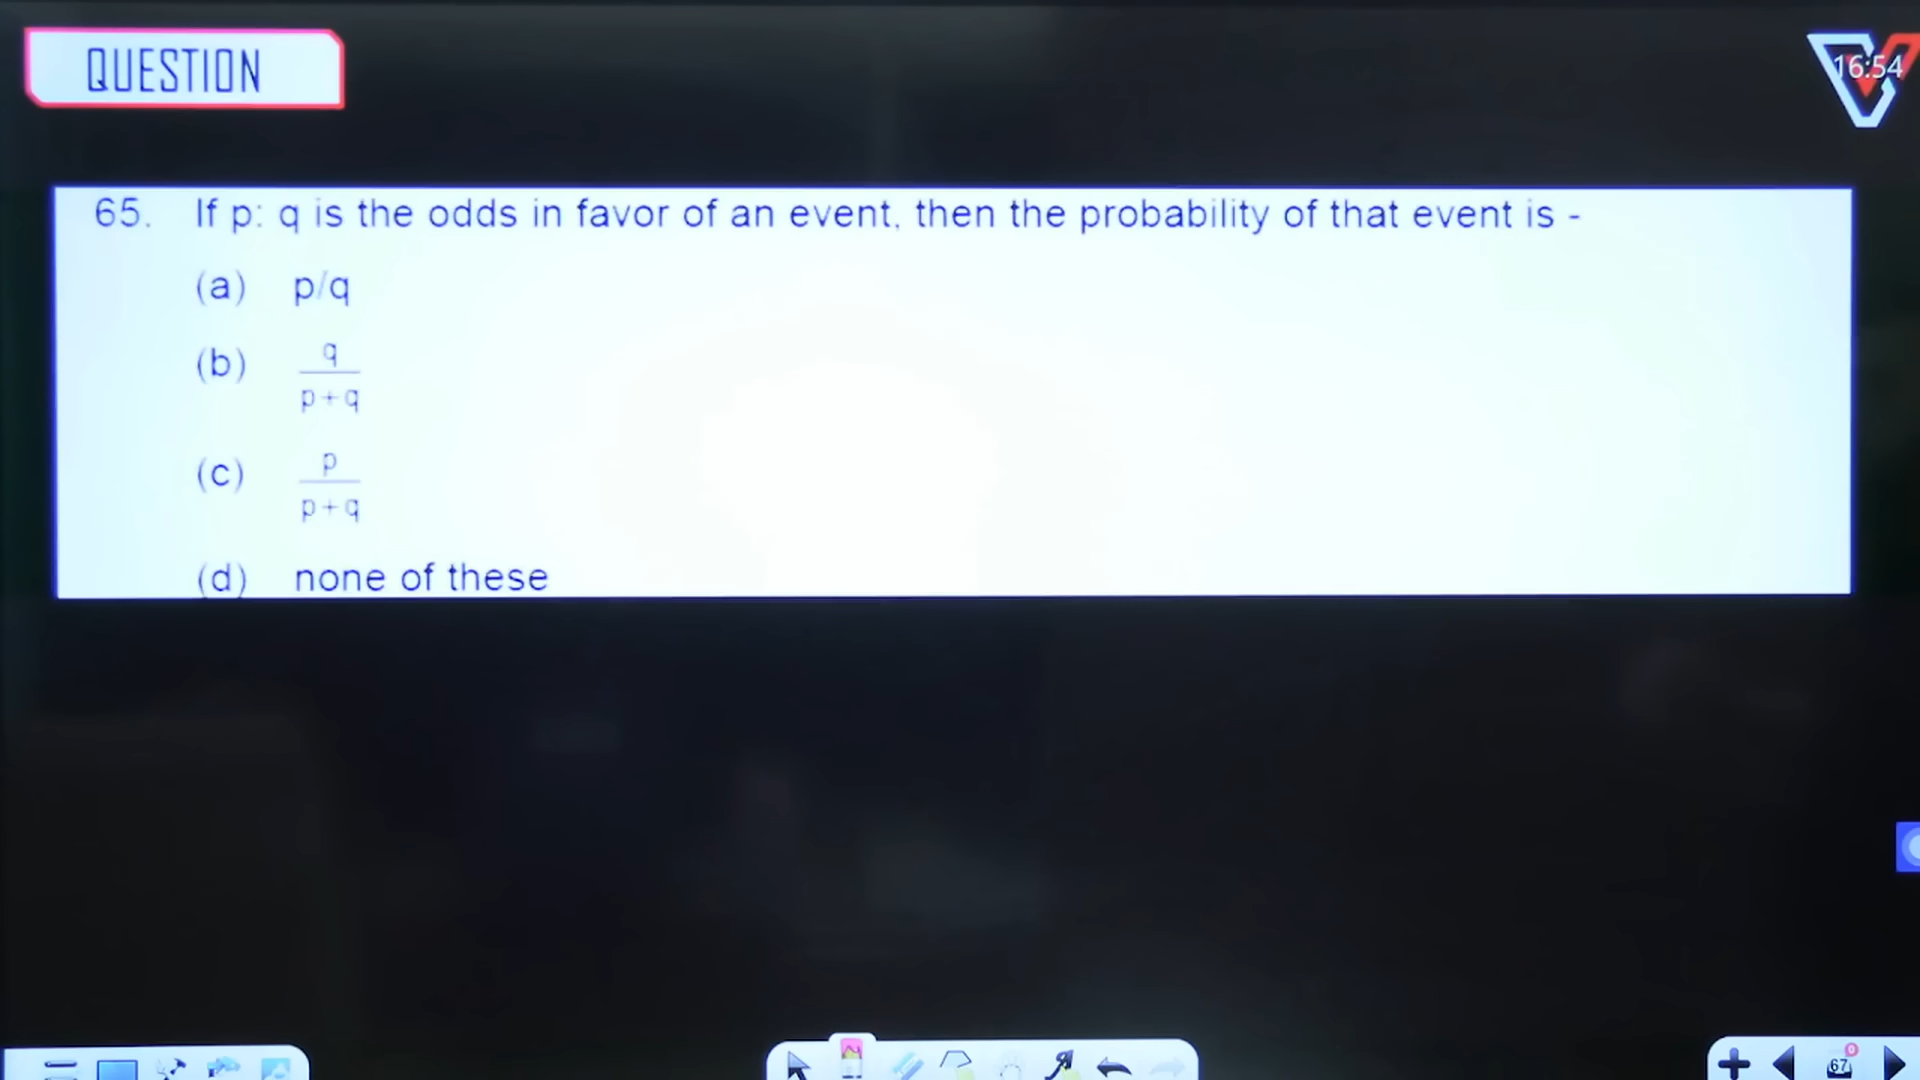 QUESTION
16:54
65. If p: q is the odds in favor of an event, then the probability of that event is -
(a) p/q
(b) q
p+q
(c) p
p+q
(d) none of these
67
0